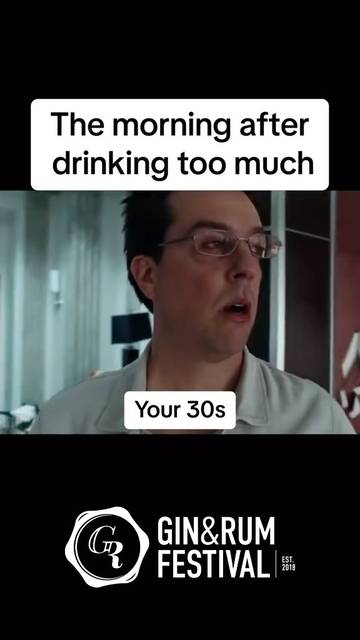 The morning after
drinking too much
Your 30s
GR
GIN&RUM
FESTIVAL
EST.
2018